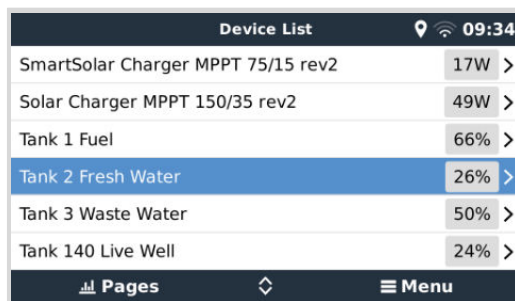 Device List 09:34
SmartSolar Charger MPPT 75/15 rev2 17W
Solar Charger MPPT 150/35 rev2 49W
Tank 1 Fuel 66%
Tank 2 Fresh Water 26%
Tank 3 Waste Water 50%
Tank 140 Live Well 24%
Pages Menu